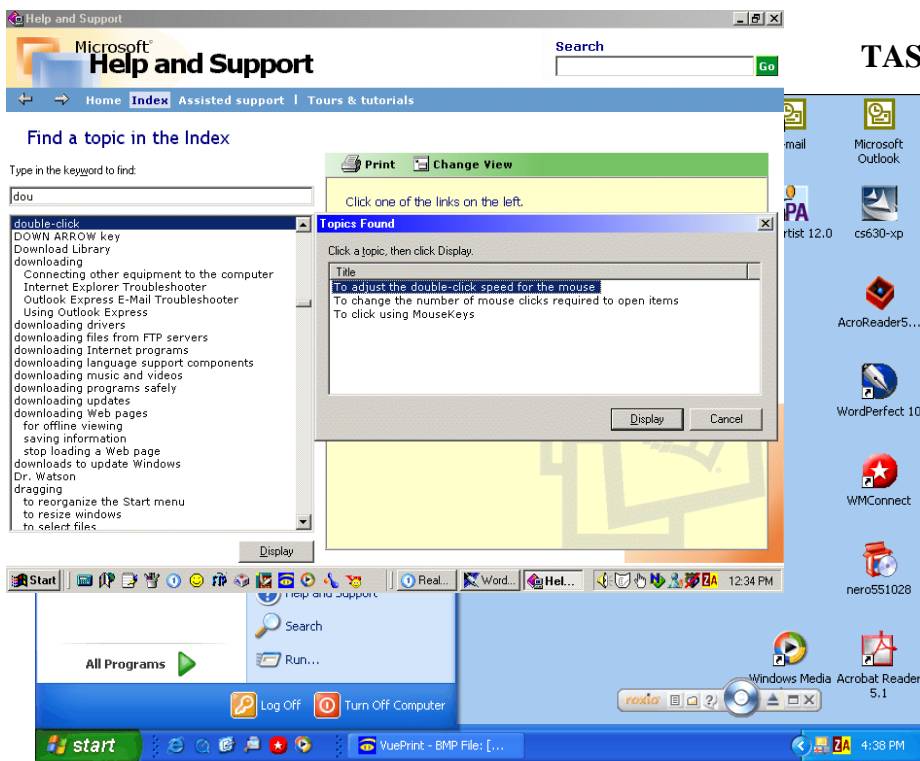 Help and Support
Microsoft
Help and Support
Search
Go
Home Index Assisted support | Tours & tutorials
Find a topic in the Index
Type in the keyword to find:
dou
double-click
DOWN ARROW key
Download Library
downloading
Connecting other equipment to the computer
Internet Explorer Troubleshooter
Outlook Express E-Mail Troubleshooter
Using Outlook Express
downloading drivers
downloading files from FTP servers
downloading Internet programs
downloading language support components
downloading music and videos
downloading programs safely
downloading updates
downloading Web pages
for offline viewing
saving information
stop loading a Web page
downloads to update Windows
Dr. Watson
dragging
to reorganize the Start menu
to resize windows
to select files
Display
Print Change View
Click one of the links on the left.
Topics Found
Click a topic, then click Display.
Title
To adjust the double-click speed for the mouse
To change the number of mouse clicks required to open items
To click using MouseKeys
Display Cancel
Start
Real...
Word...
Hel...
ZA
12:34 PM
TAS
mail
Microsoft
Outlook
PA
rtist 12.0
cs630-xp
AcroReader5...
WordPerfect 10
WMConnect
nero551028
Windows Media
Acrobat Reader
5.1
Help and Support
Search
Run...
All Programs
Log Off
Turn Off Computer
roxio
start
VuePrint - BMP File: [...
ZA
4:38 PM